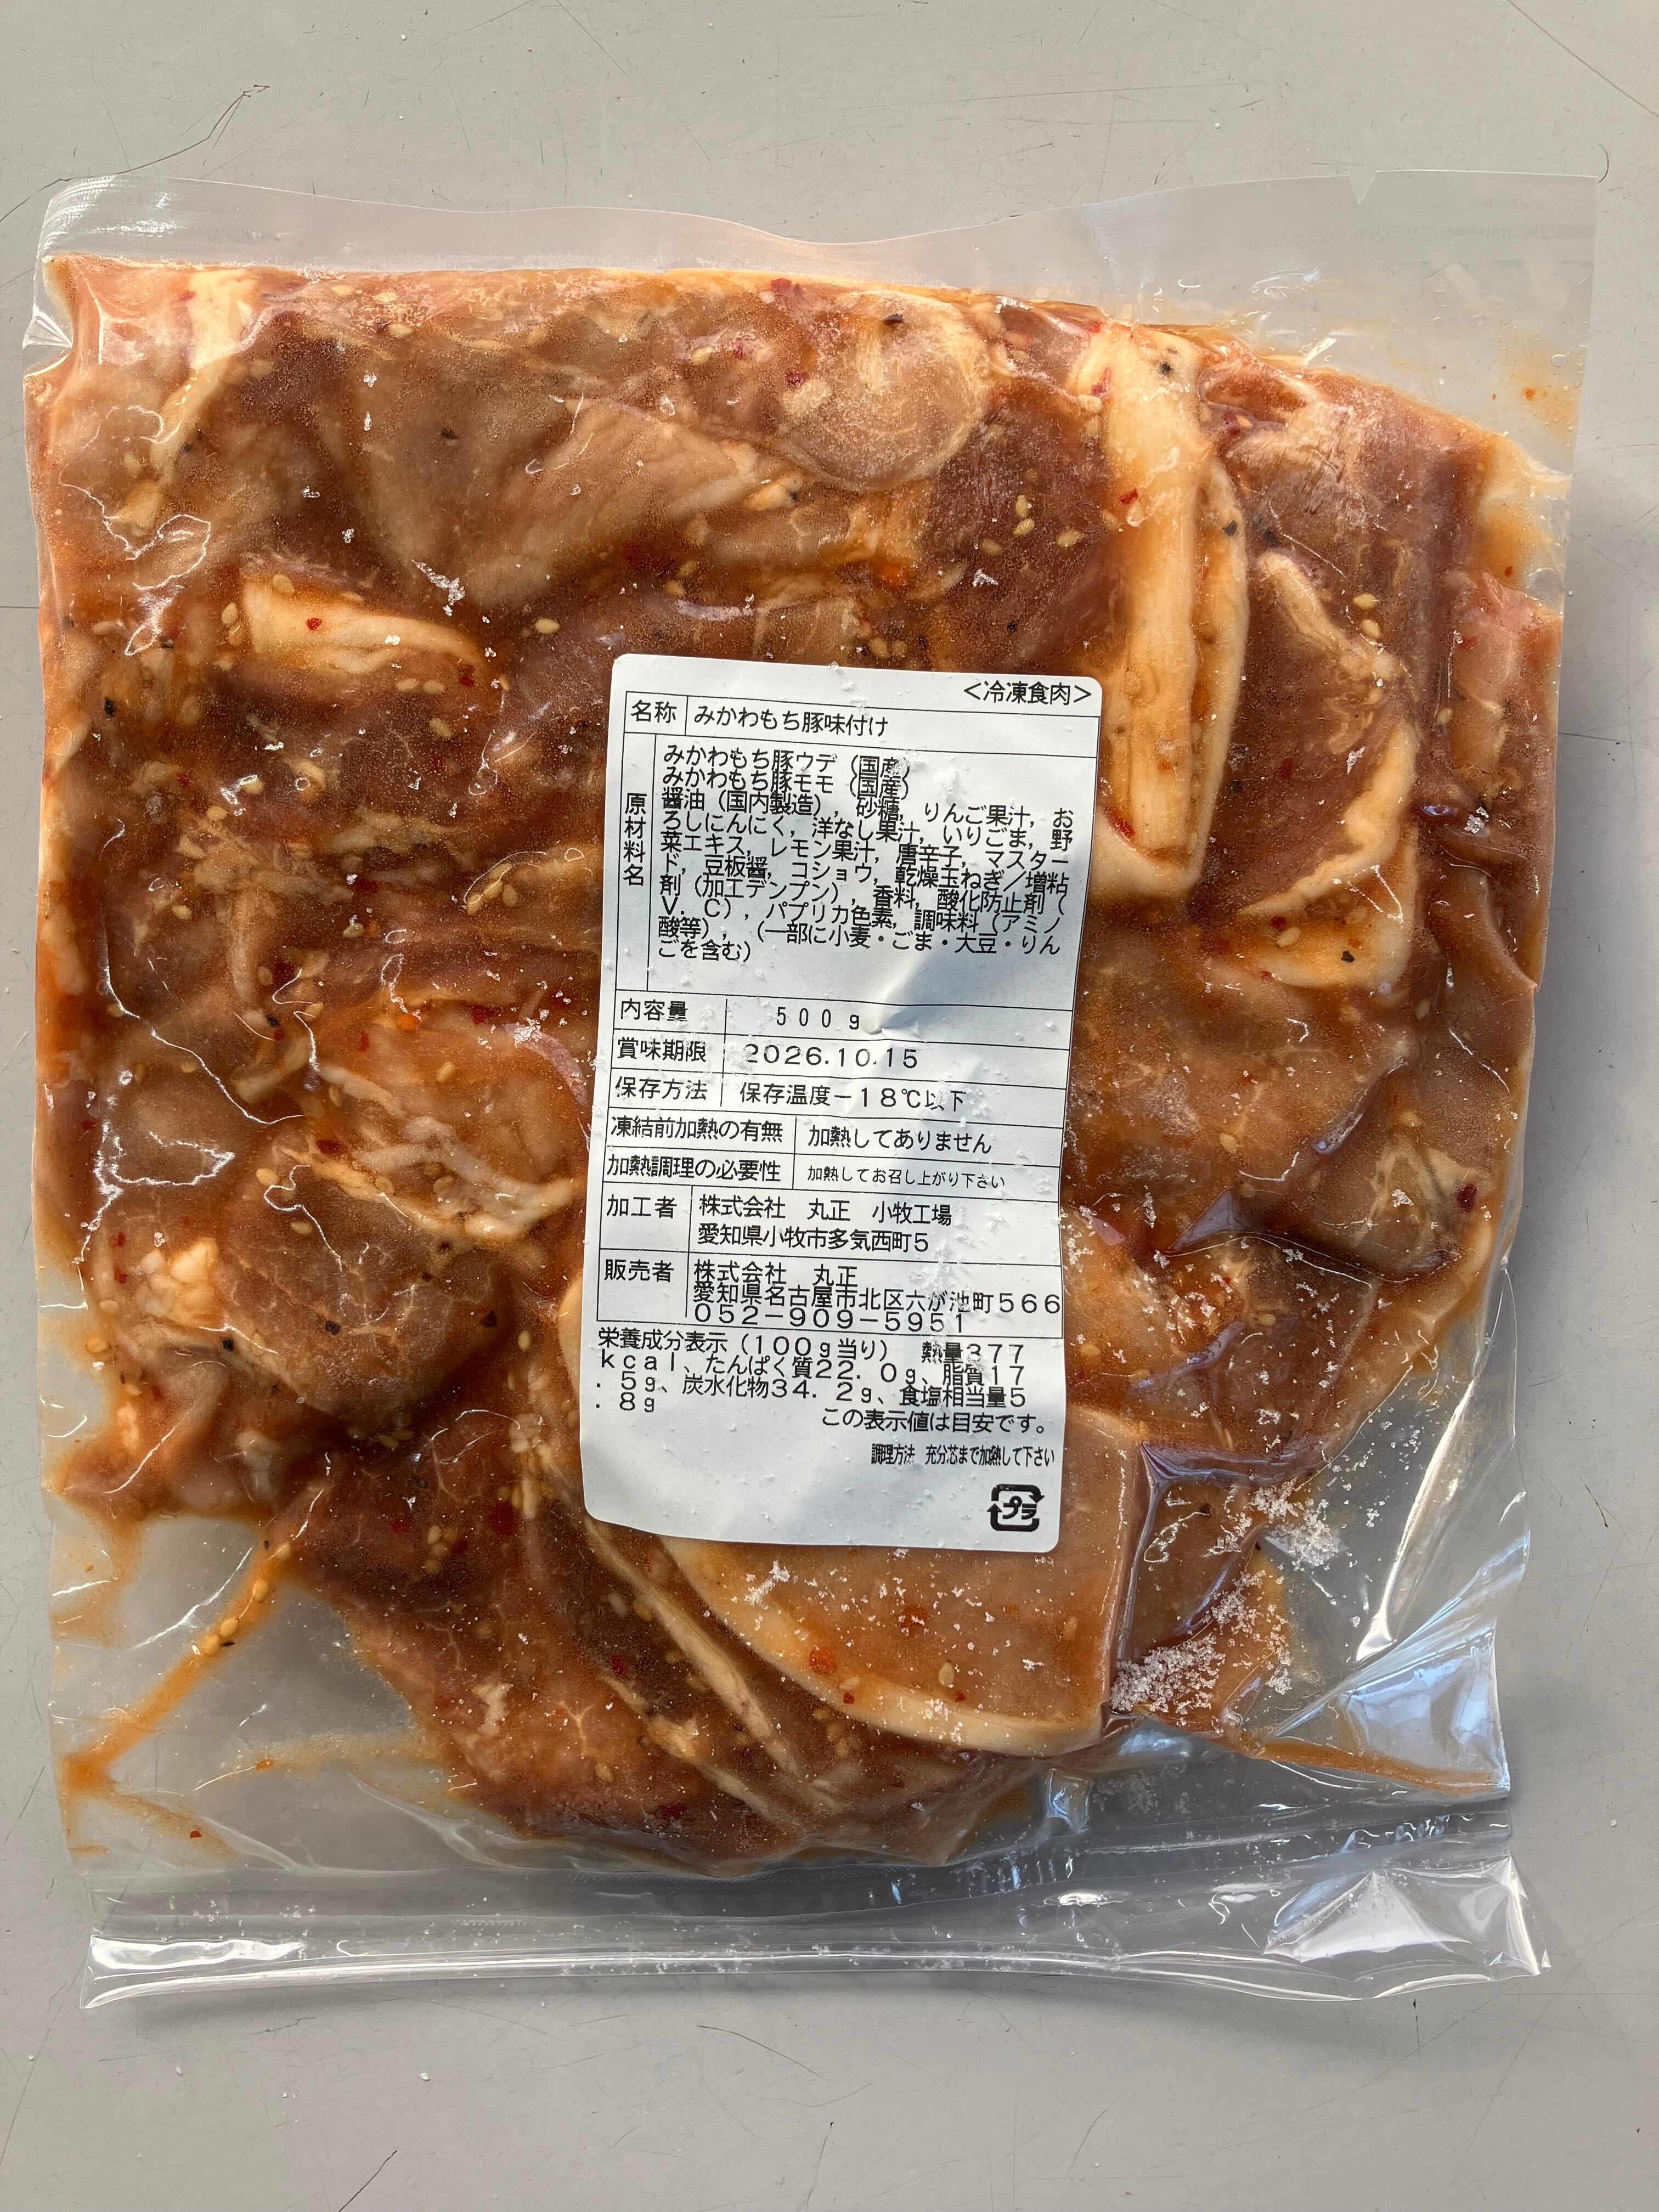 ＜冷凍食肉＞
名称 みかわもち豚味付け
原材料名
みかわもち豚ウデ（国産）
みかわもち豚モモ（国産）
醤油（国内製造），砂糖，りんご果汁，お
ろしにんにく，洋なし果汁，いりごま，野
菜エキス，レモン果汁，唐辛子，マスター
ド，豆板醤，コショウ，乾燥玉ねぎ／増粘
剤（加工デンプン），香料，酸化防止剤（
Ｖ．Ｃ），パプリカ色素，調味料（アミノ
酸等），（一部に小麦・ごま・大豆・りん
ごを含む）
内容量 ５００ｇ
賞味期限 2026.10.15
保存方法 保存温度－１８℃以下
凍結前加熱の有無 加熱してありません
加熱調理の必要性 加熱してお召し上がり下さい
加工者 株式会社 丸正 小牧工場
愛知県小牧市多気西町5
販売者 株式会社 丸正
愛知県名古屋市北区六が池町５６６
０５２－９０９－５９５１
栄養成分表示（１００ｇ当り） 熱量３７７
ｋｃａｌ、たんぱく質２２．０ｇ、脂質１７
．５ｇ、炭水化物３４．２ｇ、食塩相当量５
．８ｇ
この表示値は目安です。
調理方法 充分芯まで加熱して下さい
プラ